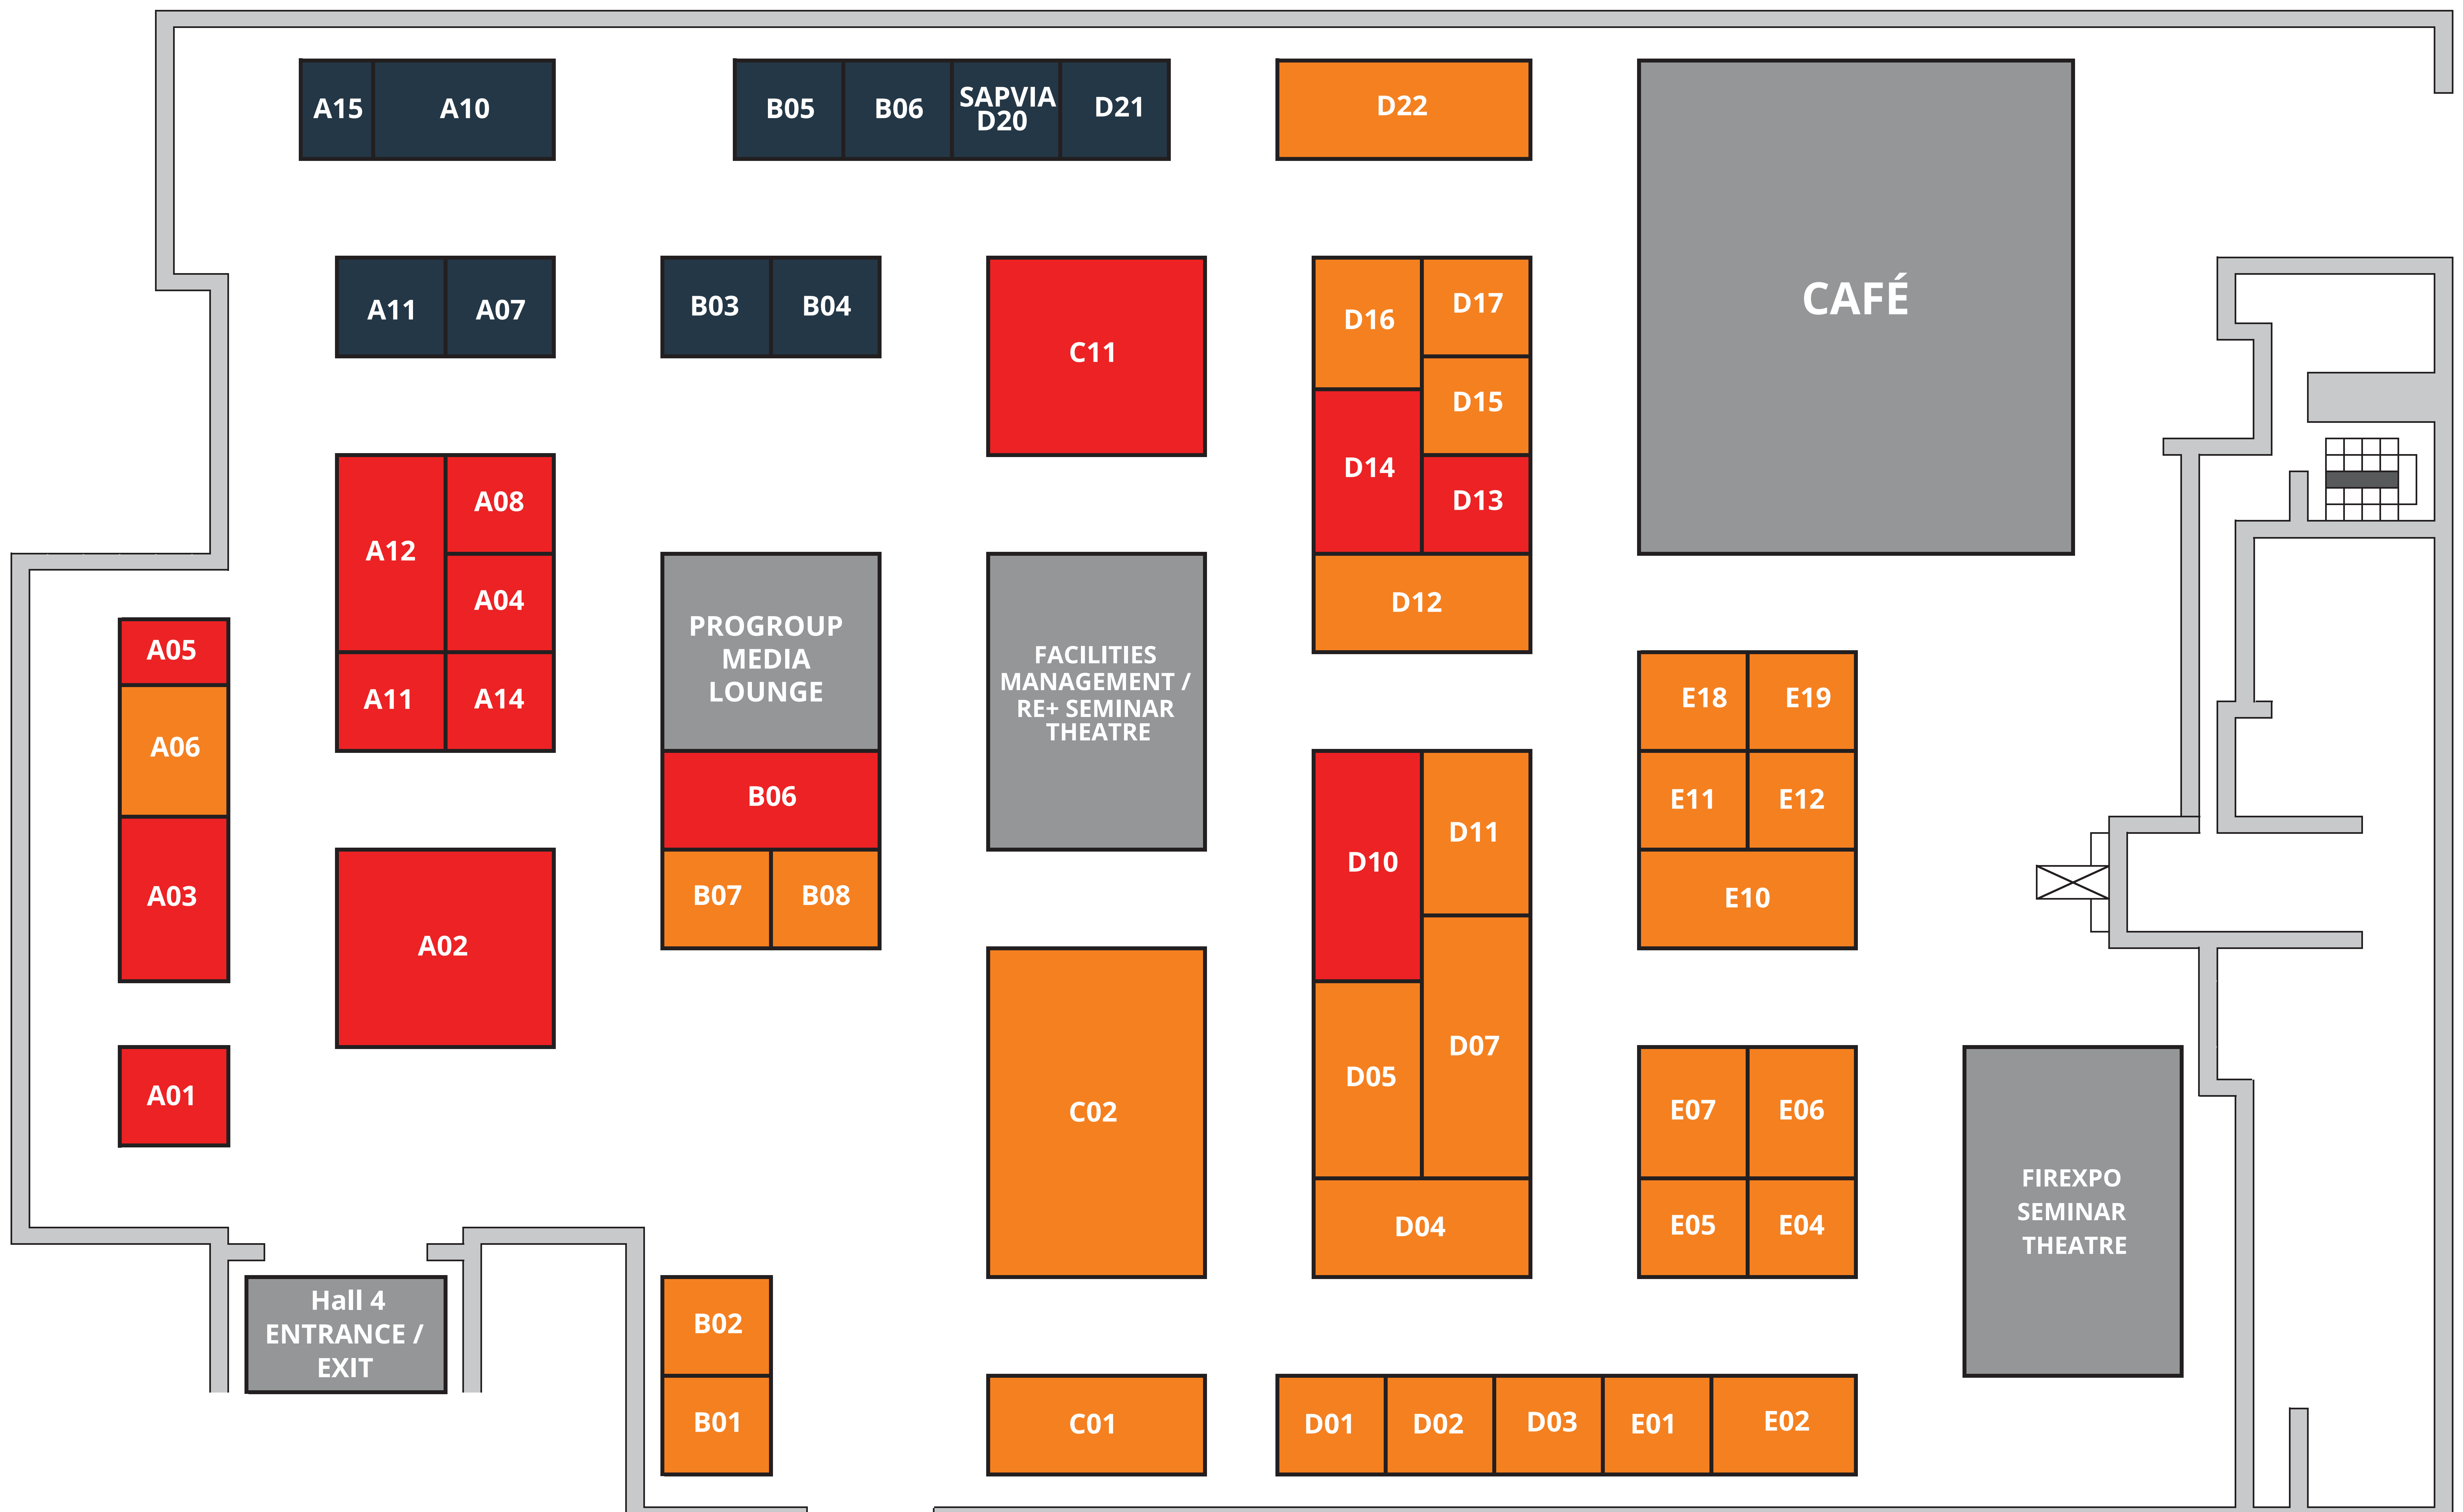 A15
A10
B05
B06
SAPVIA
D20
D21
D22
CAFÉ
A11
A07
B03
B04
C11
D16
D17
D15
D14
D13
D12
A12
A08
A04
A11
A14
A05
A06
A03
A01
A02
PROGROUP
MEDIA
LOUNGE
B06
B07
B08
FACILITIES
MANAGEMENT /
RE+ SEMINAR
THEATRE
C02
D10
D11
D05
D07
D04
E18
E19
E11
E12
E10
E07
E06
E05
E04
FIREXPO
SEMINAR
THEATRE
Hall 4
ENTRANCE /
EXIT
B02
B01
C01
D01
D02
D03
E01
E02